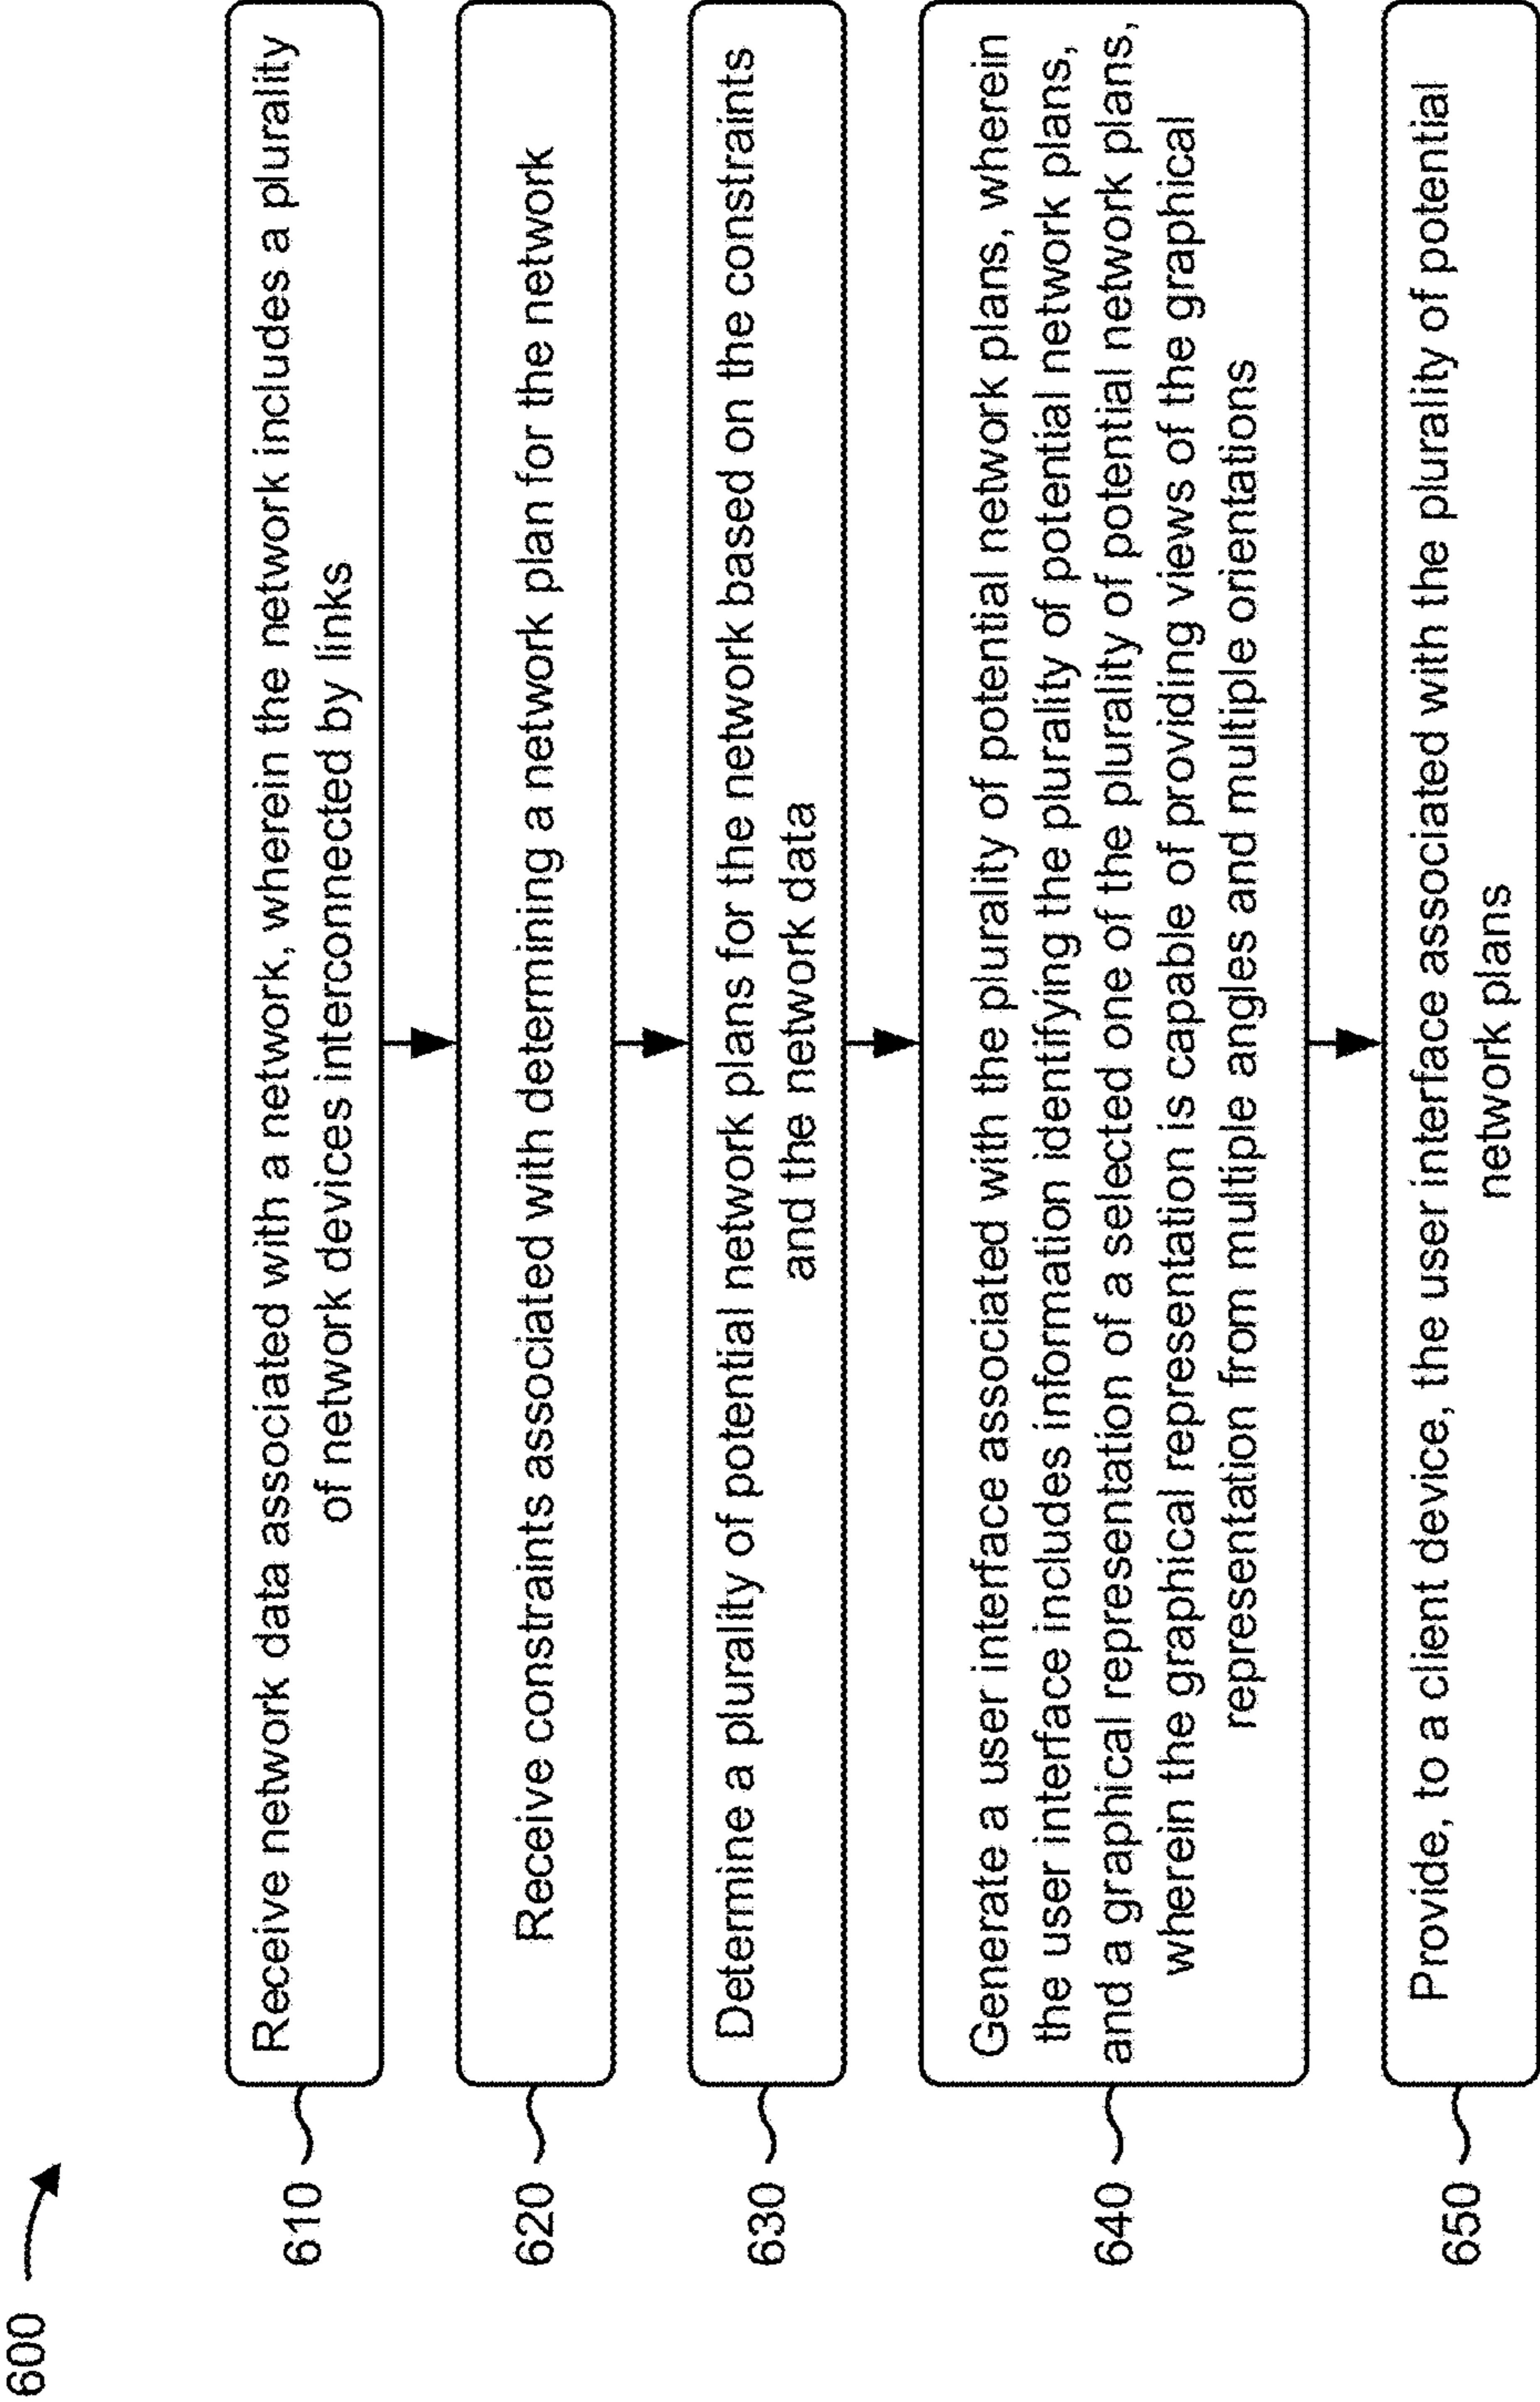 600
610
Receive network data associated with a network, wherein the network includes a plurality
of network devices interconnected by links
620
Receive constraints associated with determining a network plan for the network
630
Determine a plurality of potential network plans for the network based on the constraints
and the network data
640
Generate a user interface associated with the plurality of potential network plans, wherein
the user interface includes information identifying the plurality of potential network plans,
and a graphical representation of a selected one of the plurality of potential network plans,
wherein the graphical representation is capable of providing views of the graphical
representation from multiple angles and multiple orientations
650
Provide, to a client device, the user interface associated with the plurality of potential
network plans